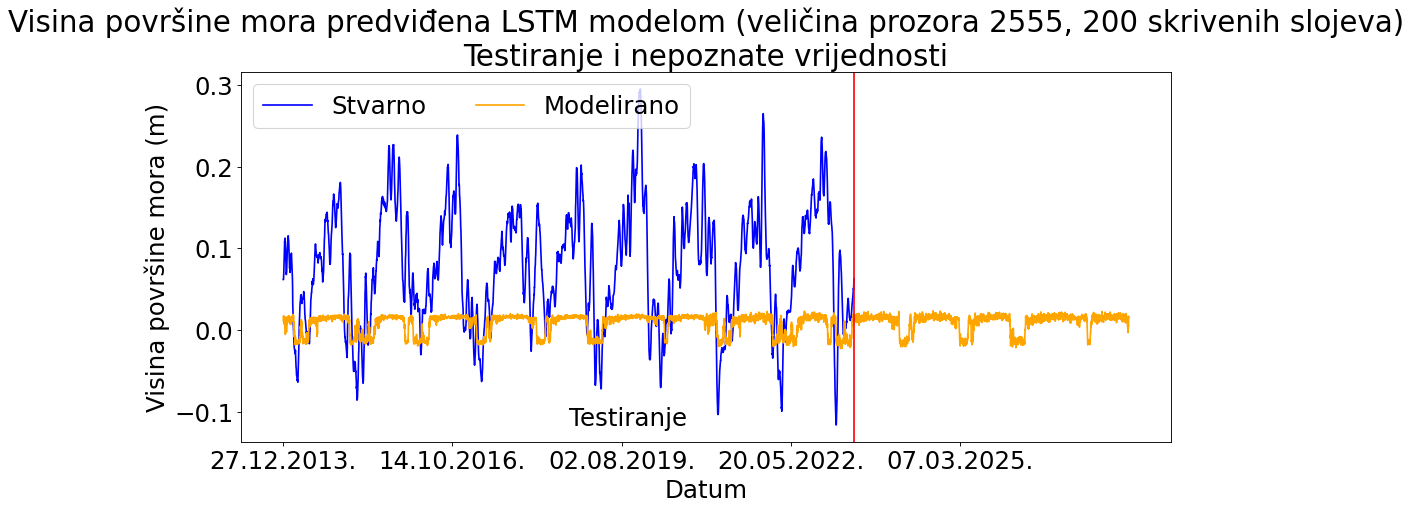 Visina površine mora predviđena LSTM modelom (veličina prozora 2555, 200 skrivenih slojeva)
Testiranje i nepoznate vrijednosti
Stvarno Modelirano
Visina površine mora (m)
0.3
0.2
0.1
0.0
−0.1
Testiranje
27.12.2013. 14.10.2016. 02.08.2019. 20.05.2022. 07.03.2025.
Datum